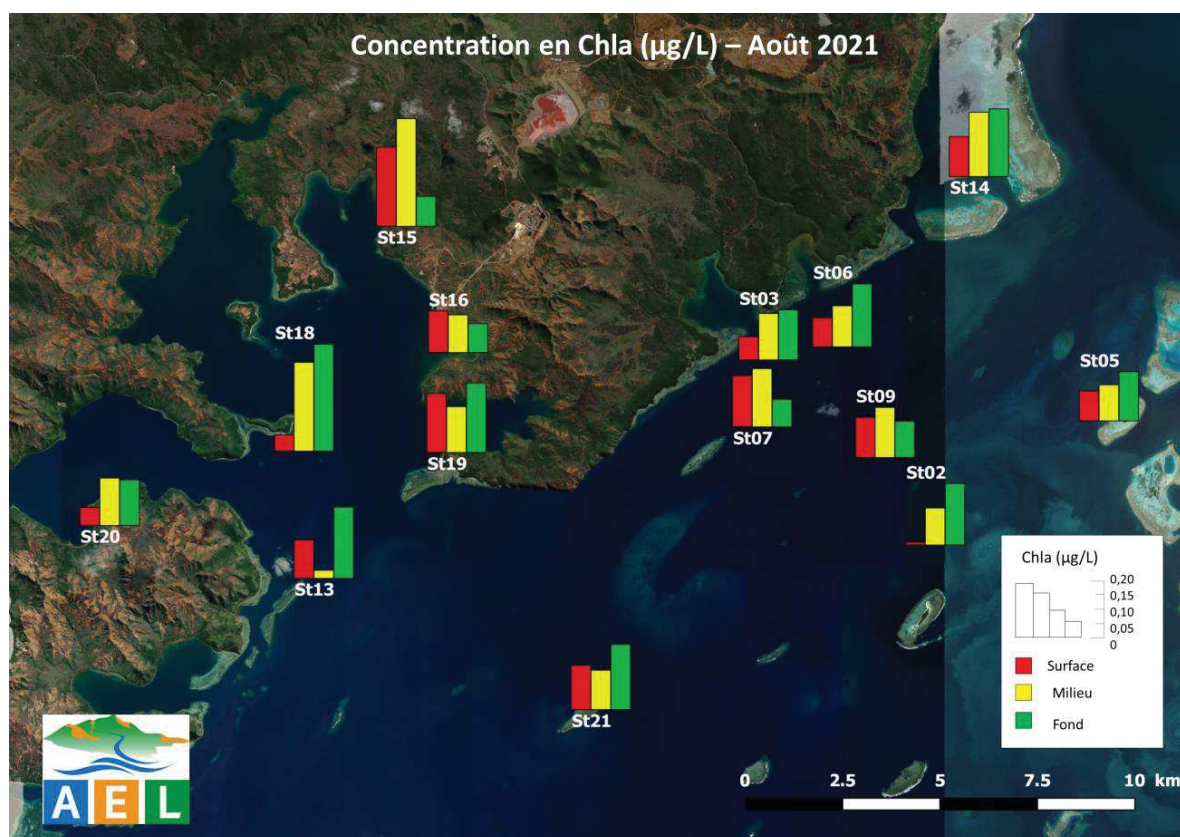 Concentration en Chla (µg/L) – Août 2021
St14
St15
St06
St16
St03
St18
St05
St07
St09
St19
St02
St20
St13
St21
Chla (µg/L)
0,20
0,15
0,10
0,05
0
Surface
Milieu
Fond
AEL
0 2.5 5 7.5 10 km